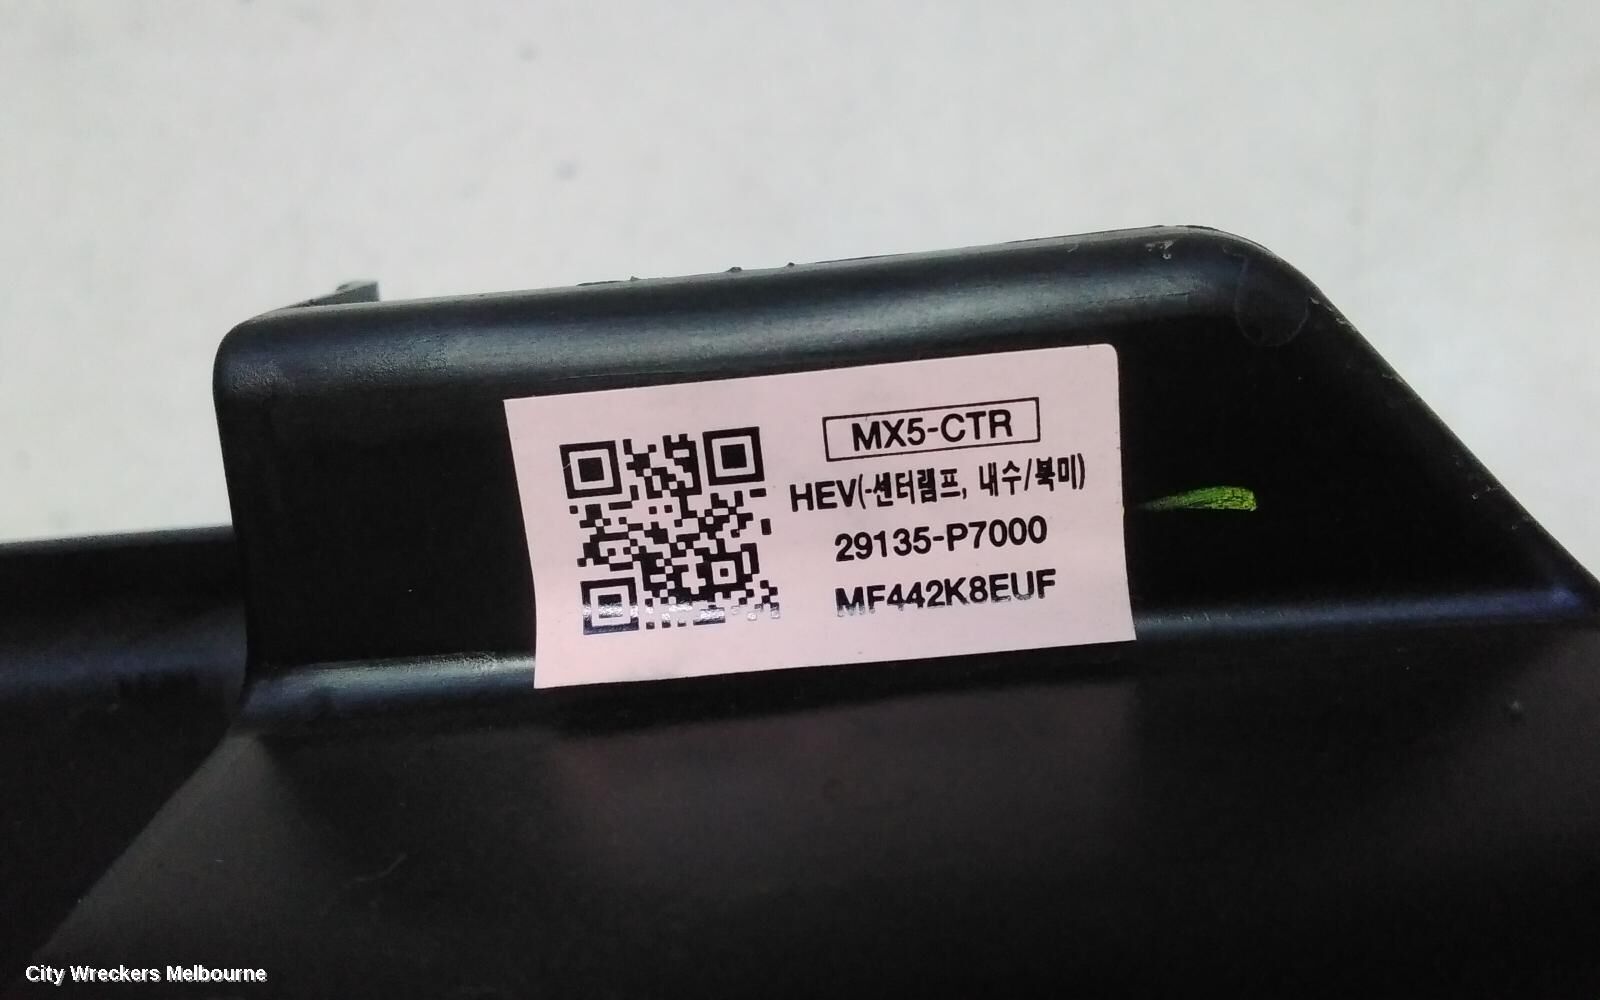 MX5-CTR
HEV(-센터램프, 내수/북미)
29135-P7000
MF442K8EUF
City Wreckers Melbourne